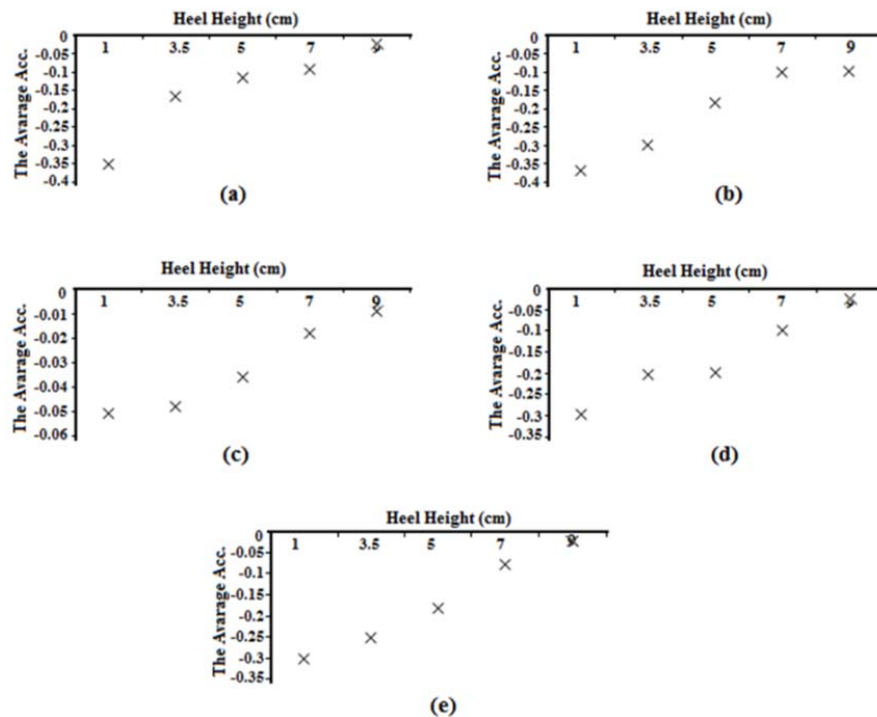 Heel Height (cm)
The Avarage Acc.
0
-0.05
-0.1
-0.15
-0.2
-0.25
-0.3
-0.35
-0.4
1 3.5 5 7 9
(a)
Heel Height (cm)
The Avarage Acc.
0
-0.05
-0.1
-0.15
-0.2
-0.25
-0.3
-0.35
-0.4
1 3.5 5 7 9
(b)
Heel Height (cm)
The Avarage Acc.
0
-0.01
-0.02
-0.03
-0.04
-0.05
-0.06
1 3.5 5 7 9
(c)
Heel Height (cm)
The Avarage Acc.
0
-0.05
-0.1
-0.15
-0.2
-0.25
-0.3
-0.35
1 3.5 5 7 9
(d)
Heel Height (cm)
The Avarage Acc.
0
-0.05
-0.1
-0.15
-0.2
-0.25
-0.3
-0.35
1 3.5 5 7 9
(e)